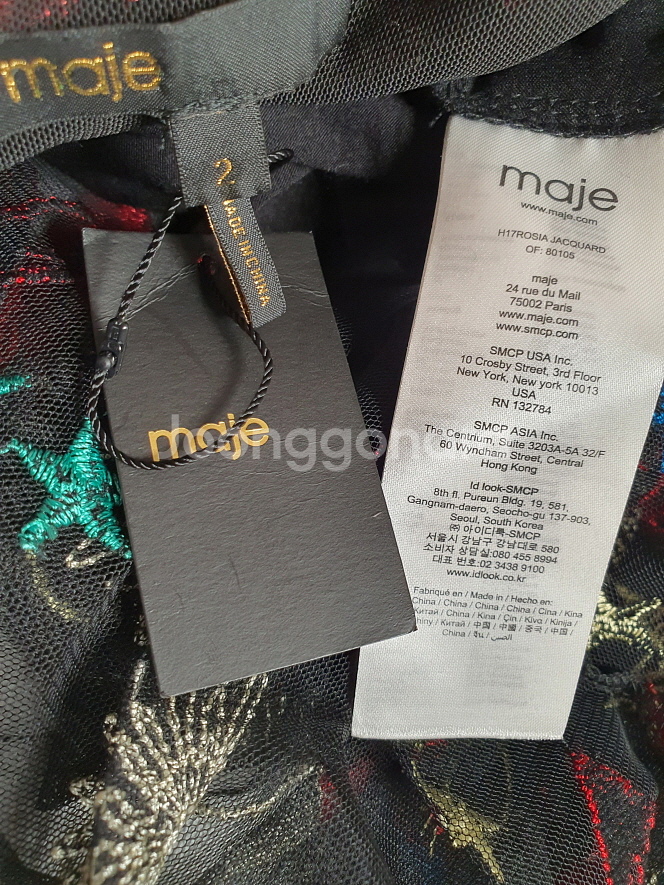 maje
2
MADE IN CHINA
maje
maje
www.maje.com
H17ROSIA JACQUARD
OF: 80105
maje
24 rue du Mail
75002 Paris
www.maje.com
www.smcp.com
SMCP USA Inc.
10 Crosby Street, 3rd Floor
New York, New york 10013
USA
RN 132784
SMCP ASIA Inc.
The Centrium, Suite 3203A-5A 32/F
60 Wyndham Street, Central
Hong Kong
Id look-SMCP
8th fl. Pureun Bldg. 19, 581,
Gangnam-daero, Seocho-gu 137-903,
Seoul, South Korea
㈜ 아이디룩-SMCP
서울시 강남구 강남대로 580
소비자 상담실:080 455 8994
대표 번호:02 3438 9100
www.idlook.co.kr
Fabriqué en / Made in / Hecho en:
China / China / China / China / Cina / Kina
Китай / China / Kina / Çin / Kivα / Kinija /
Chiny / Китай / 中国 / 中國 / 중국 / 中国 /
China / จีน / الصين